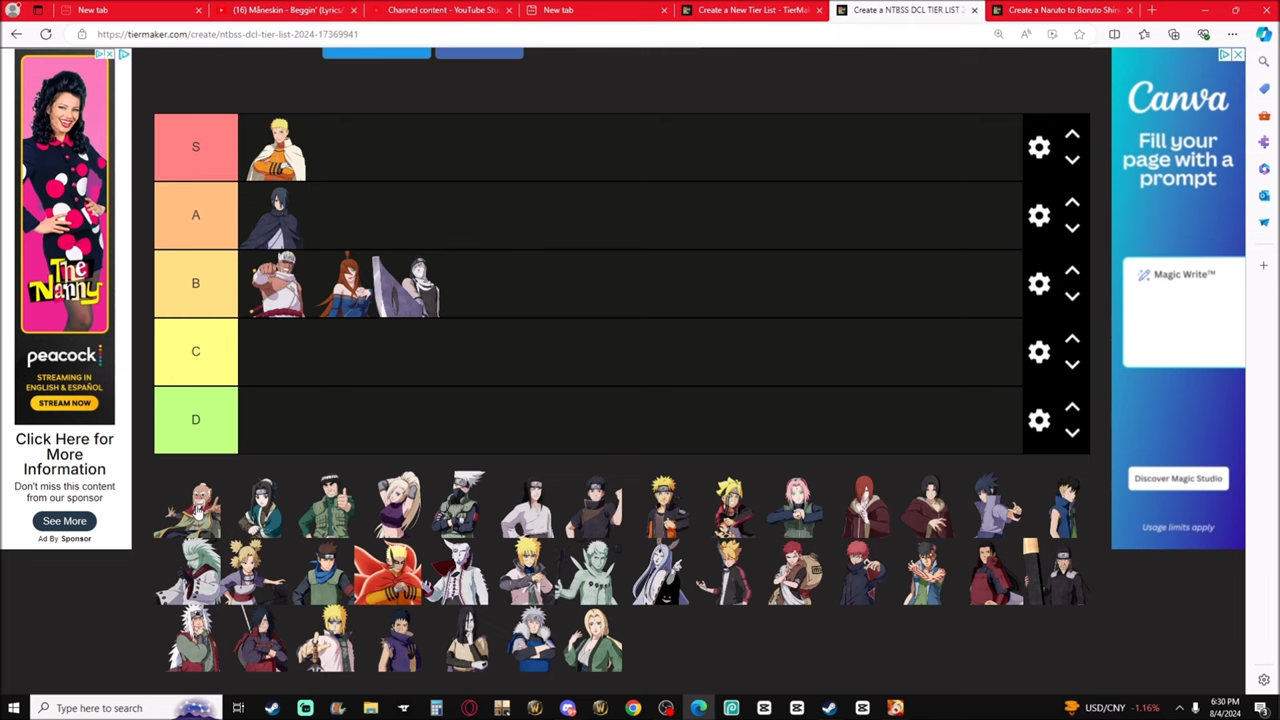 New tab
(16) Måneskin - Beggin' (Lyrics/
Channel content - YouTube Stu
New tab
Create a New Tier List - TierMa
Create a NTBSS DCL TIER LIST 2
Create a Naruto to Boruto Shin
https://tiermaker.com/create/ntbss-dcl-tier-list-2024-17369941
S
A
B
C
D
The
Nanny
peacock
STREAMING IN
ENGLISH & ESPAÑOL
STREAM NOW
Click Here for
More
Information
Don't miss this content
from our sponsor
See More
Ad By Sponsor
Canva
Fill your
page with a
prompt
Magic Write™
Discover Magic Studio
Usage limits apply
Type here to search
USD/CNY -1.16%
6:30 PM
8/4/2024